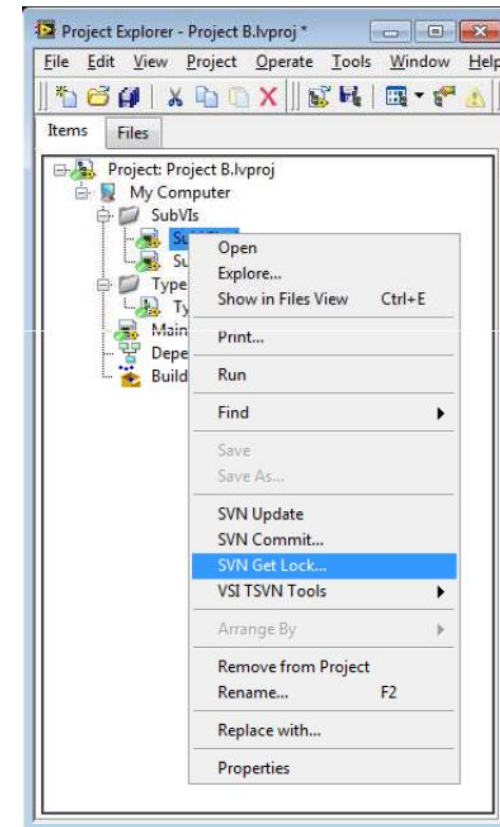 Project Explorer - Project B.lvproj *
File Edit View Project Operate Tools Window Help
Items Files
Project: Project B.lvproj
My Computer
SubVIs
Type
Main
Open
Explore...
Show in Files View Ctrl+E
Print...
Run
Find
Save
Save As...
SVN Update
SVN Commit...
SVN Get Lock...
VSI TSVN Tools
Arrange By
Remove from Project
Rename... F2
Replace with...
Properties